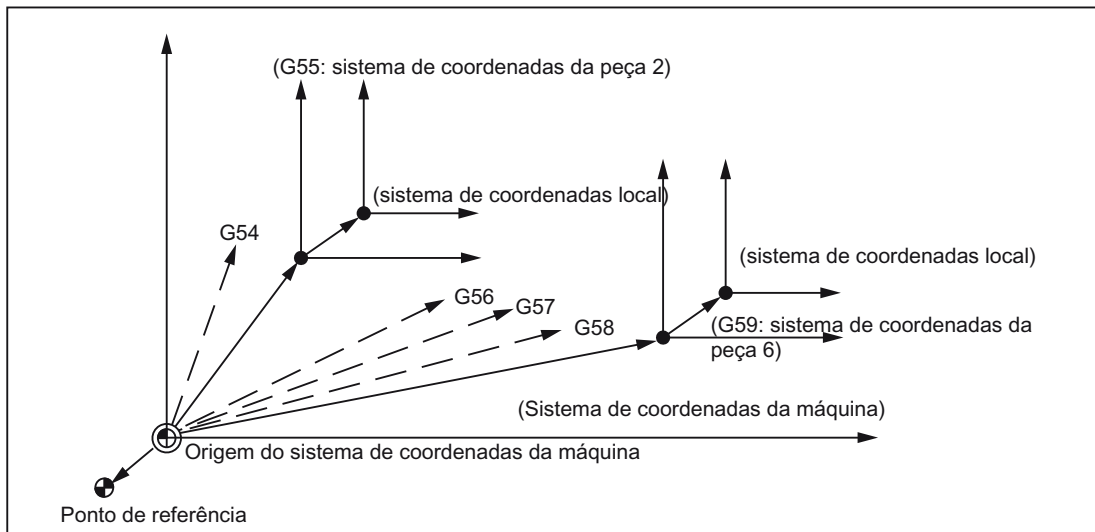 (G55: sistema de coordenadas da peça 2)
(sistema de coordenadas local)
G54
(sistema de coordenadas local)
G56
G57
G58
(G59: sistema de coordenadas da
peça 6)
(Sistema de coordenadas da máquina)
Origem do sistema de coordenadas da máquina
Ponto de referência